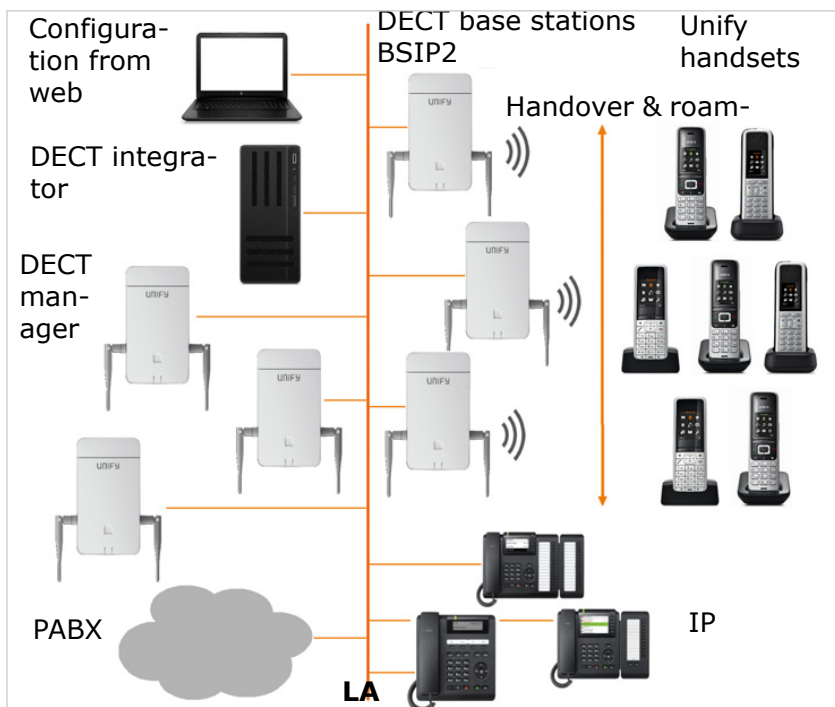 Configura-
tion from
web
DECT base stations
BSIP2
Unify
handsets
UNIFY
Handover & roam-
DECT integra-
tor
DECT
man-
ager
UNIFY
UNIFY
UNIFY
UNIFY
UNIFY
PABX
IP
LA